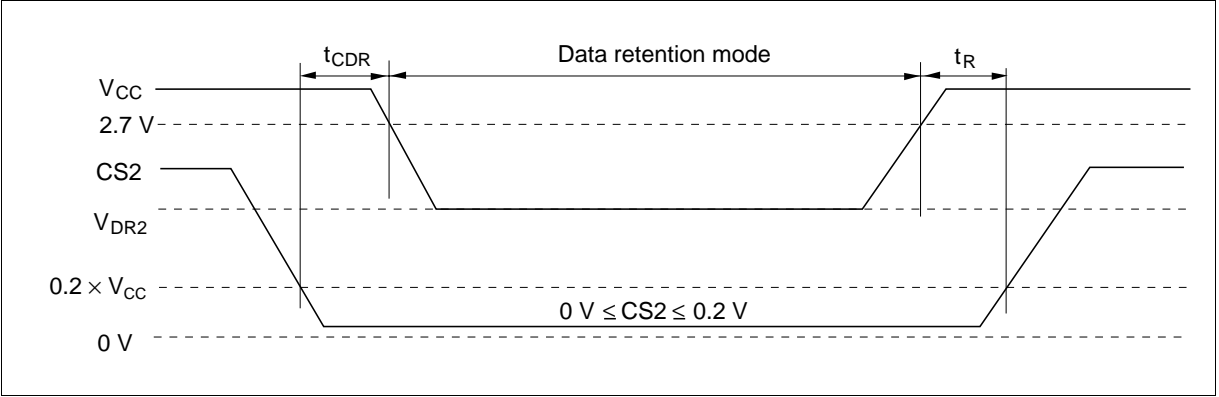 tCDR Data retention mode tR
VCC
2.7 V
CS2
VDR2
0.2 × VCC
0 V ≤ CS2 ≤ 0.2 V
0 V